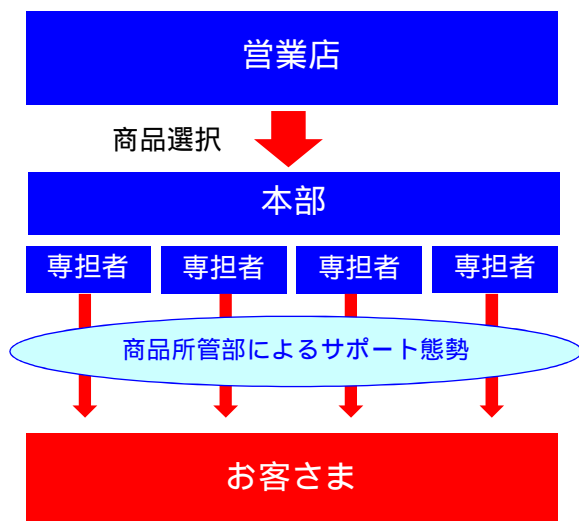 営業店
商品選択
本部
専担者
専担者
専担者
専担者
商品所管部によるサポート態勢
お客さま